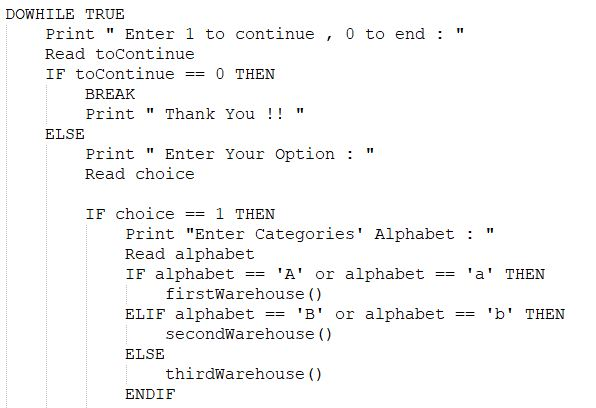 DOWHILE TRUE
Print " Enter 1 to continue , 0 to end : "
Read toContinue
IF toContinue == 0 THEN
BREAK
Print " Thank You !! "
ELSE
Print " Enter Your Option : "
Read choice
IF choice == 1 THEN
Print "Enter Categories' Alphabet : "
Read alphabet
IF alphabet == 'A' or alphabet == 'a' THEN
firstWarehouse()
ELIF alphabet == 'B' or alphabet == 'b' THEN
secondWarehouse()
ELSE
thirdWarehouse()
ENDIF